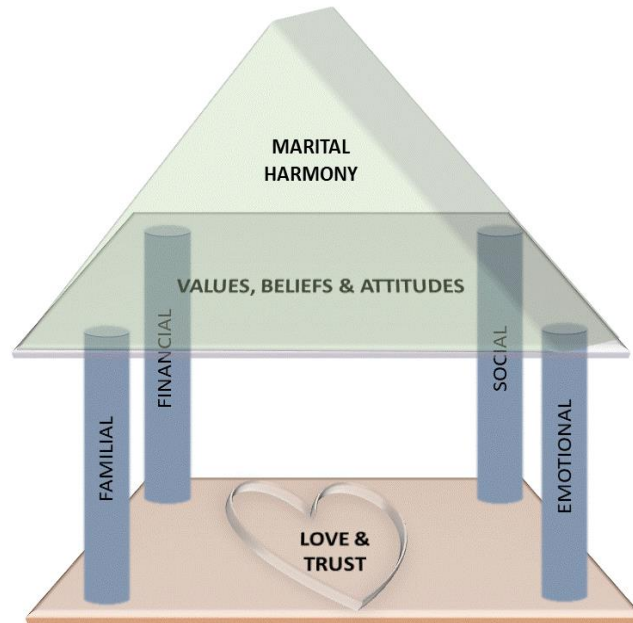 MARITAL
HARMONY
VALUES, BELIEFS & ATTITUDES
FINANCIAL
SOCIAL
FAMILIAL
EMOTIONAL
LOVE &
TRUST